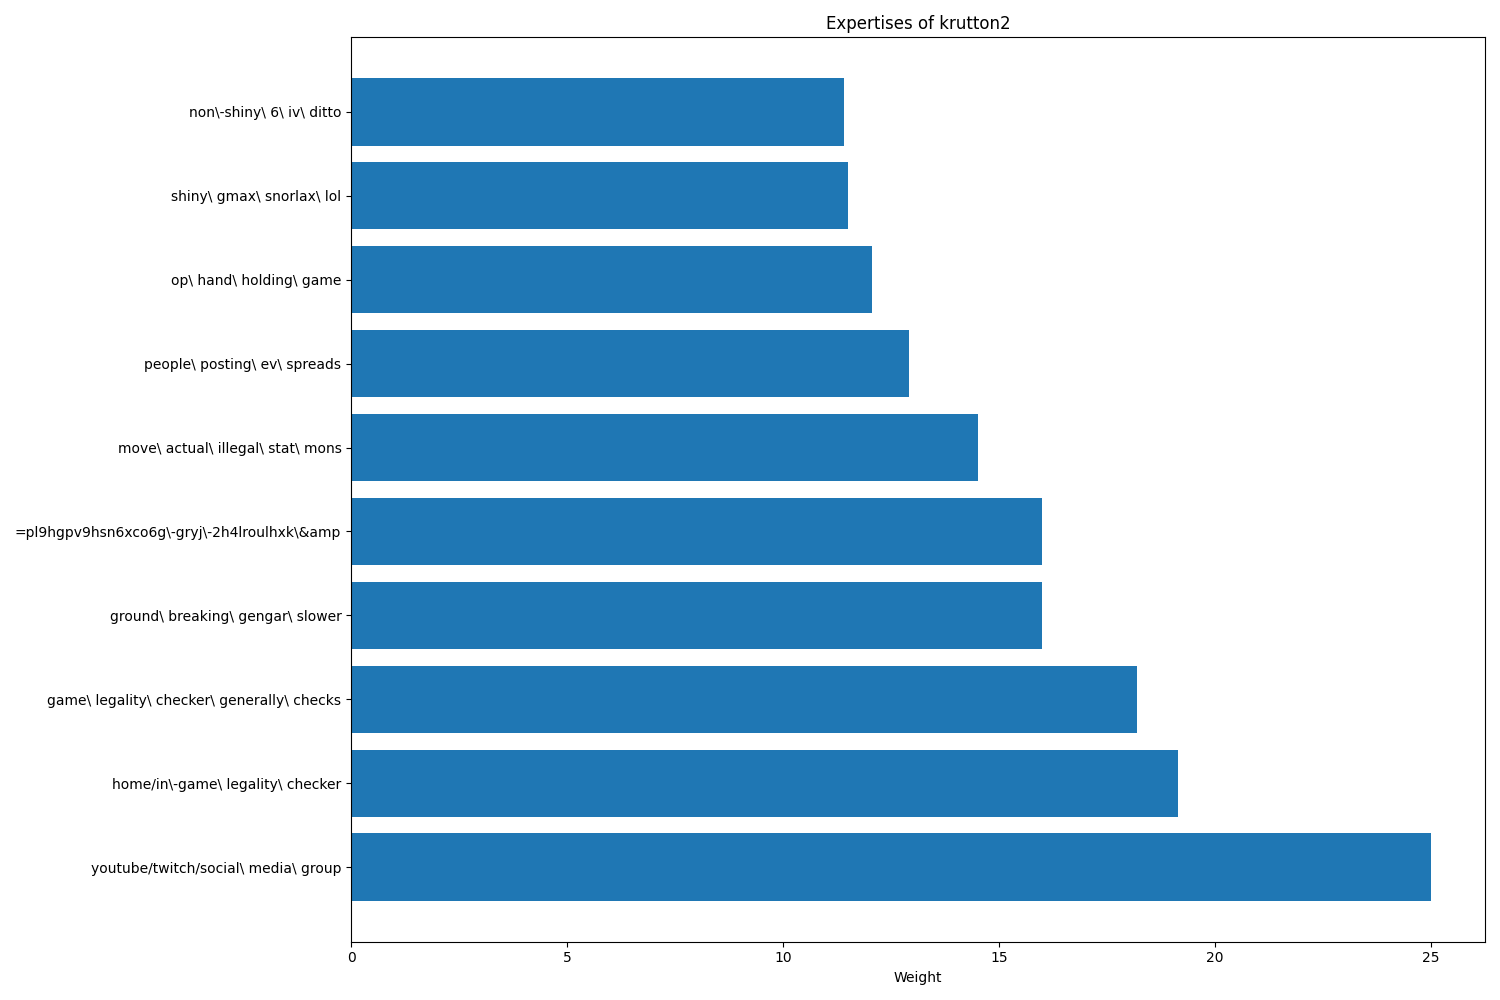 Expertises of krutton2
non\-shiny\ 6\ iv\ ditto
shiny\ gmax\ snorlax\ lol
op\ hand\ holding\ game
people\ posting\ ev\ spreads
move\ actual\ illegal\ stat\ mons
=pl9hgpv9hsn6xco6g\-gryj\-2h4lroulhxk\&amp
ground\ breaking\ gengar\ slower
game\ legality\ checker\ generally\ checks
home/in\-game\ legality\ checker
youtube/twitch/social\ media\ group
0 5 10 15 20 25
Weight